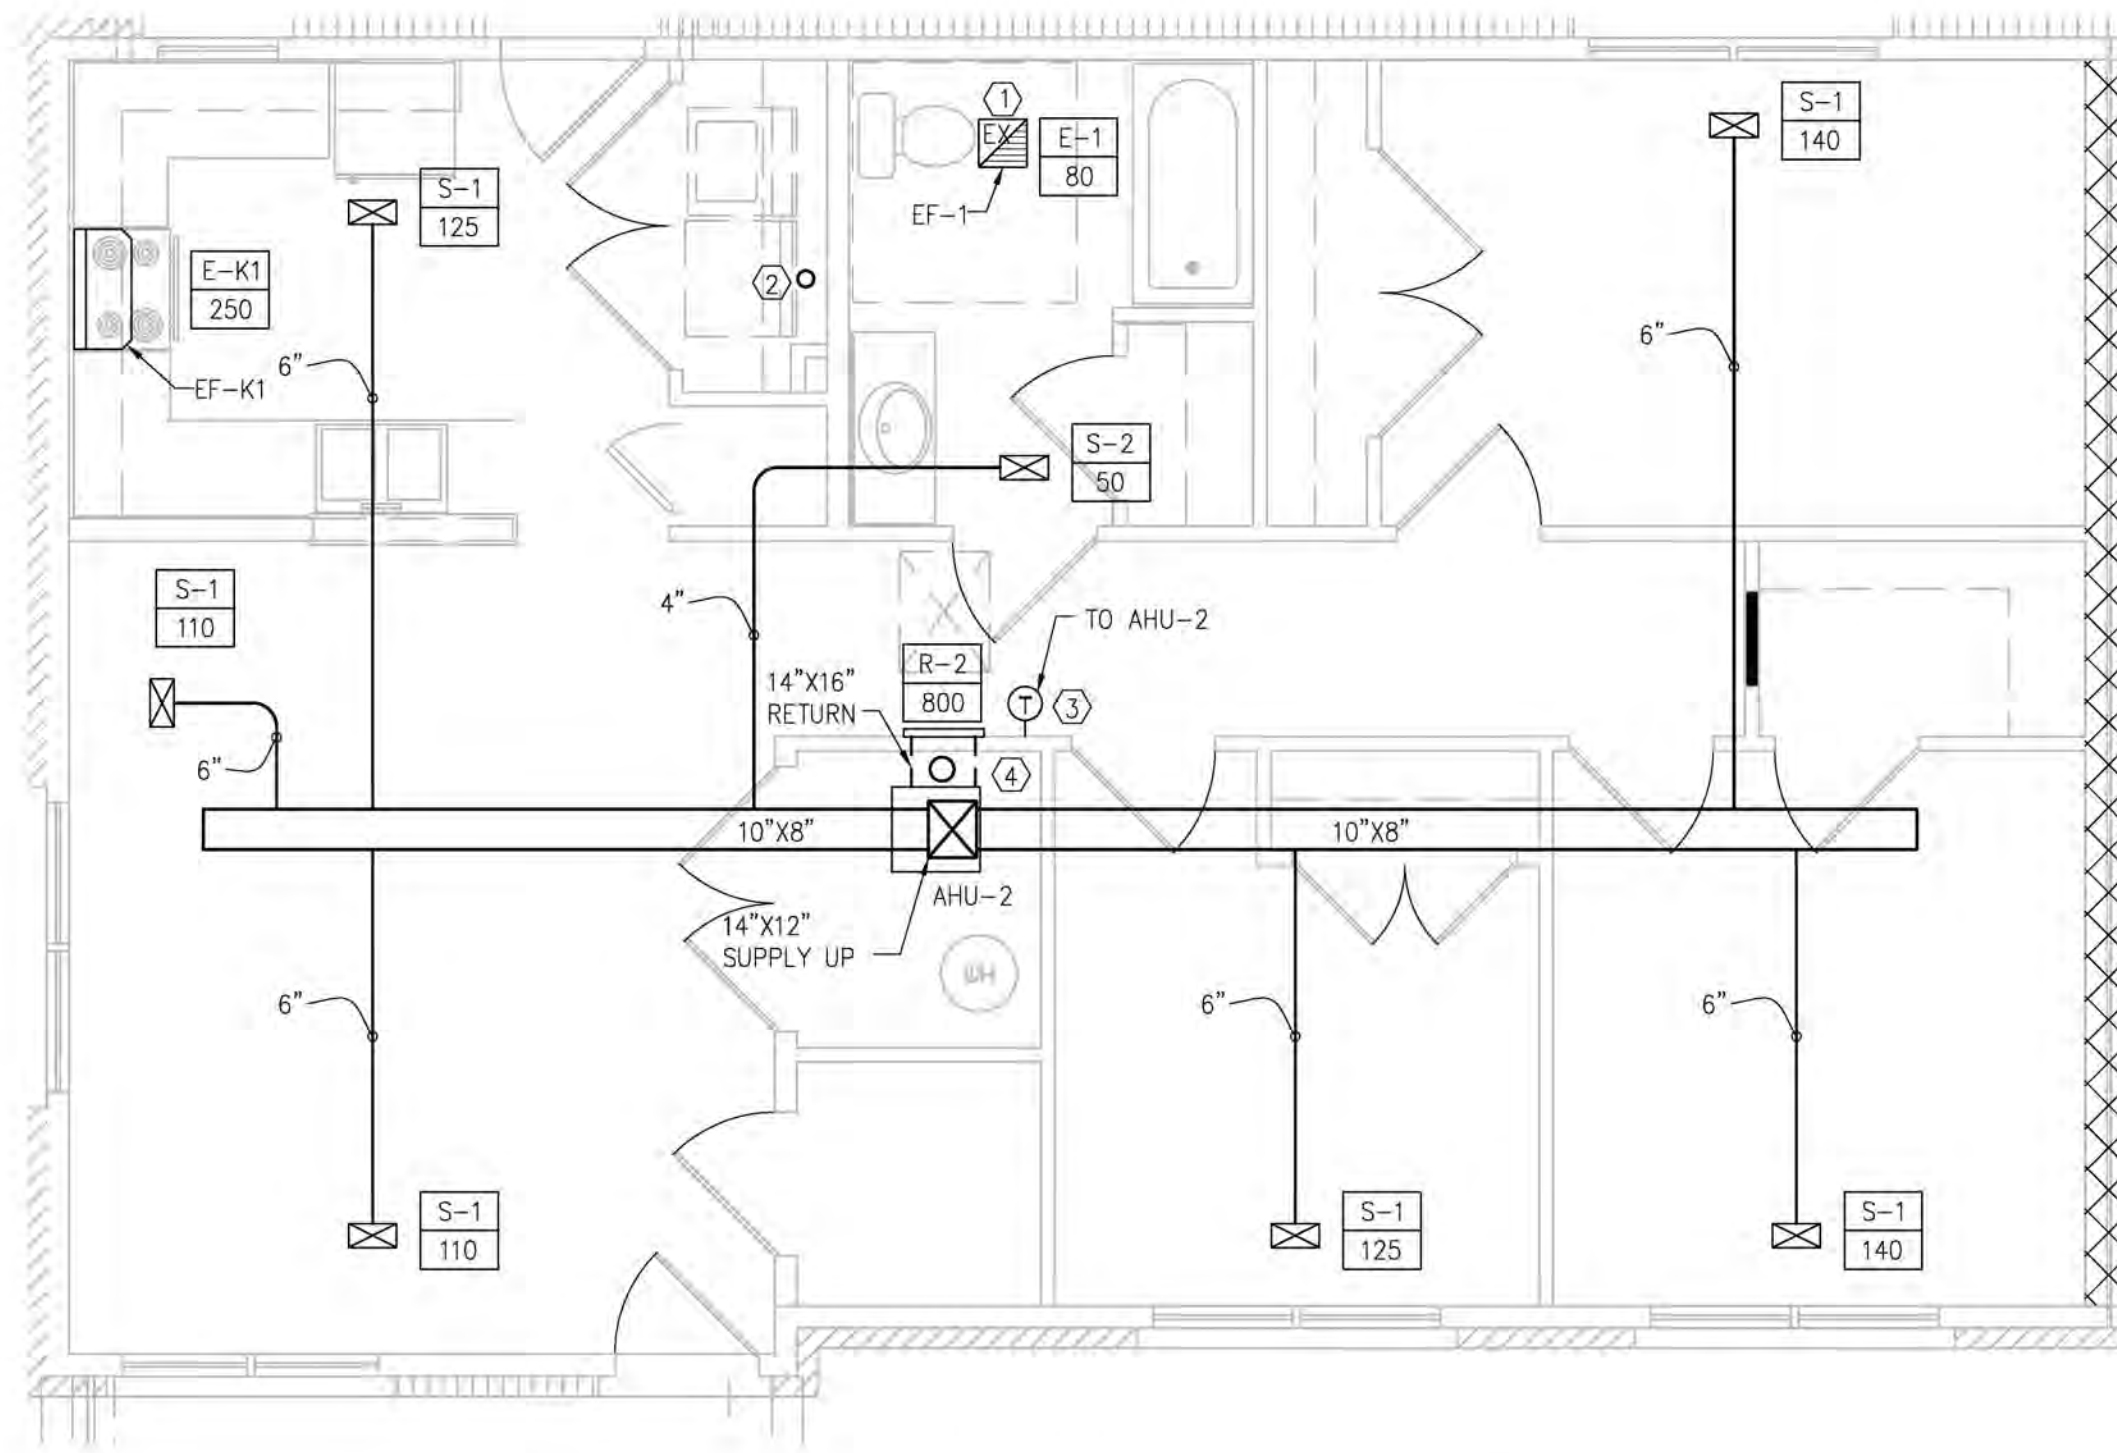 1
S-1
140
EX
E-1
80
S-1
125
EF-1
E-K1
250
2
6"
6"
EF-K1
S-2
50
S-1
110
4"
TO AHU-2
R-2
800
14"X16"
RETURN
T
3
6"
4
10"X8"
10"X8"
AHU-2
14"X12"
SUPPLY UP
WH
6"
6"
6"
S-1
110
S-1
125
S-1
140